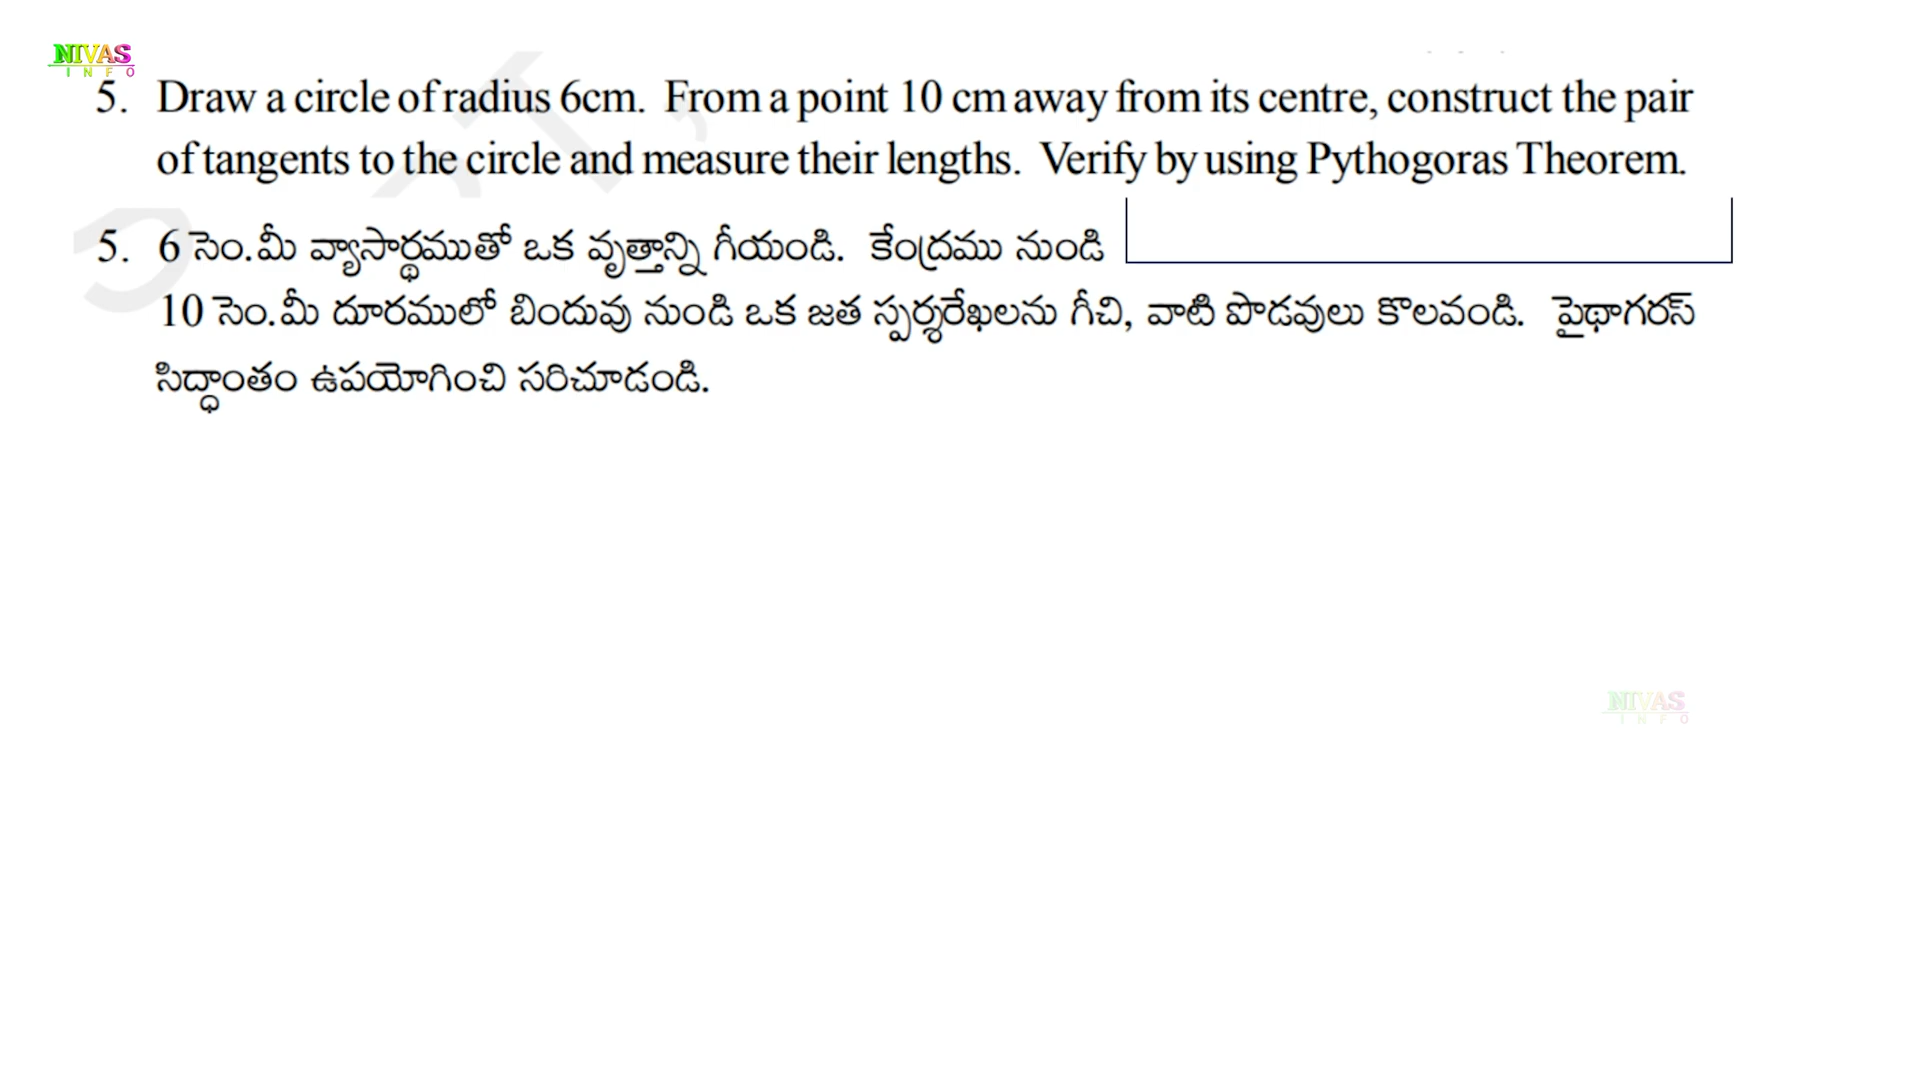 NIVAS
INFO
5. Draw a circle of radius 6cm. From a point 10 cm away from its centre, construct the pair
of tangents to the circle and measure their lengths. Verify by using Pythogoras Theorem.
5. 6 సెం.మీ వ్యాసార్థముతో ఒక వృత్తాన్ని గీయండి. కేంద్రము నుండి
10 సెం.మీ దూరములో బిందువు నుండి ఒక జత స్పర్శరేఖలను గీచి, వాటి పొడవులు కొలవండి. పైథాగరస్
సిద్ధాంతం ఉపయోగించి సరిచూడండి.
NIVAS
INFO